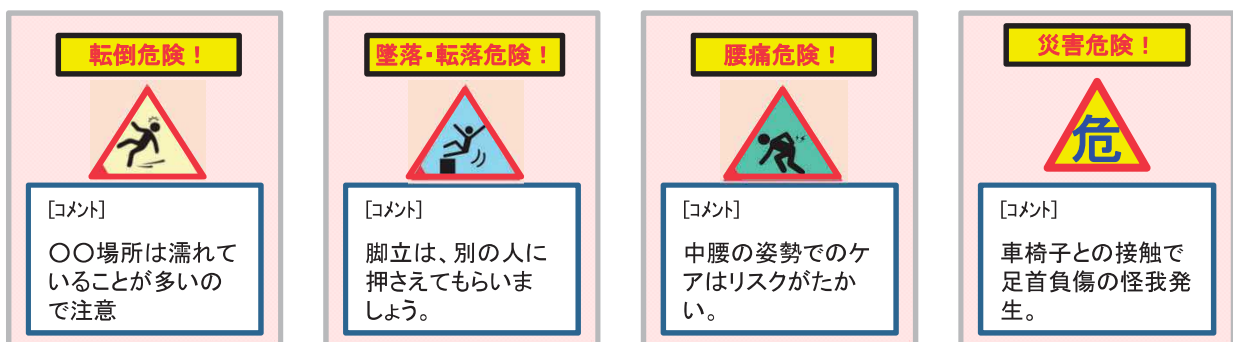 転倒危険！
[コメント]
〇〇場所は濡れて
いることが多いの
で注意
墜落・転落危険！
[コメント]
脚立は、別の人に
押さえてもらいま
しょう。
腰痛危険！
[コメント]
中腰の姿勢でのケ
アはリスクがたか
い。
災害危険！
危
[コメント]
車椅子との接触で
足首負傷の怪我発
生。